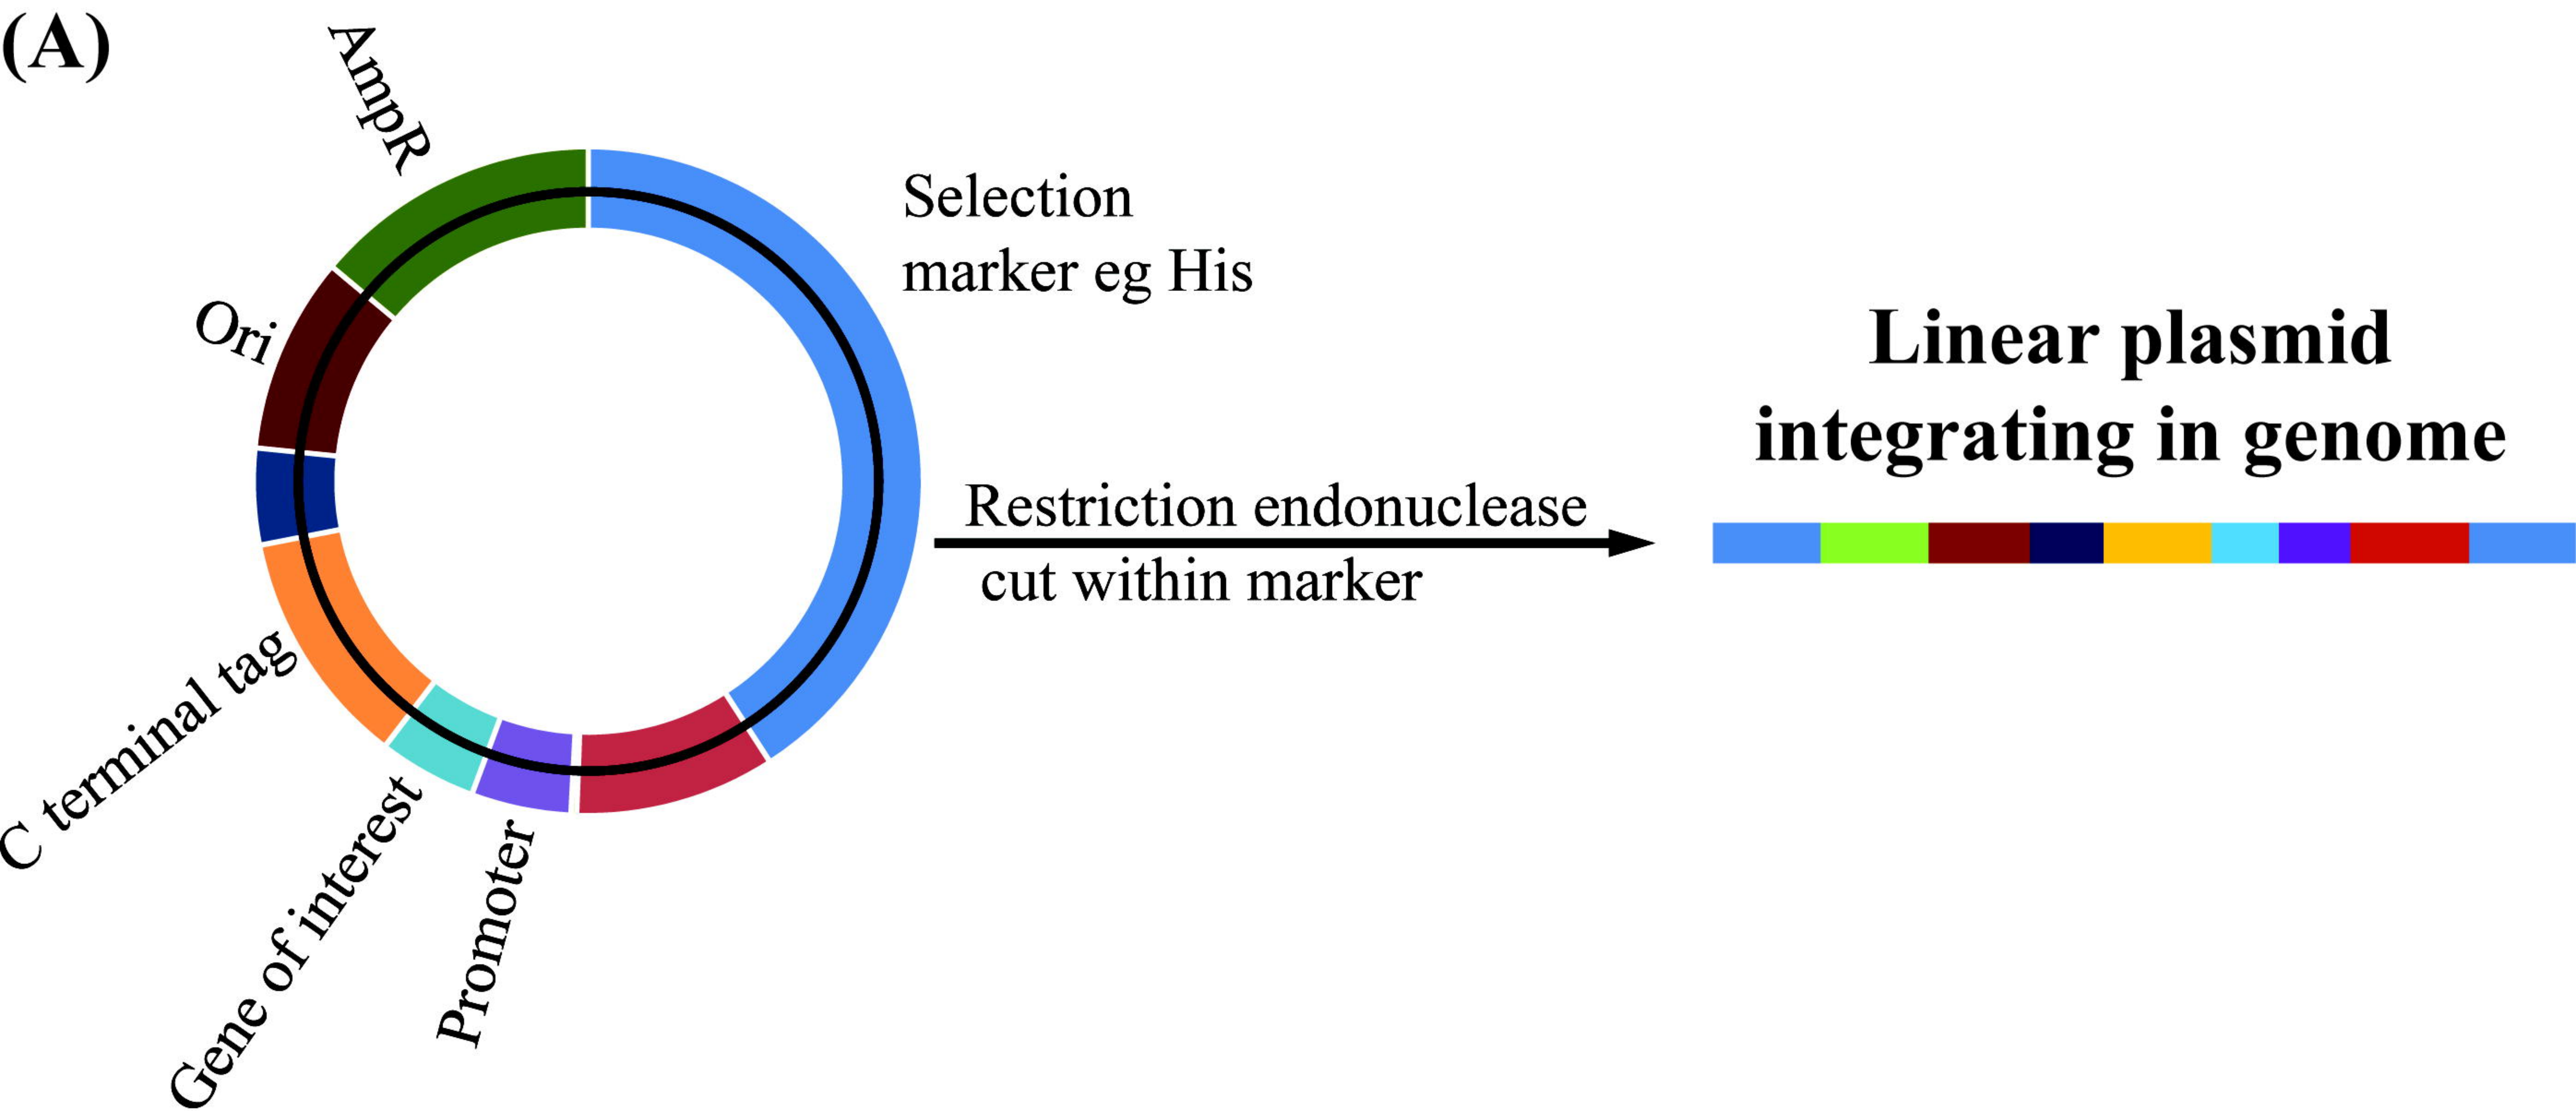 (A)
AmpR
Selection
marker eg His
Ori
Linear plasmid
integrating in genome
Restriction endonuclease
cut within marker
C terminal tag
Gene of interest
Promoter